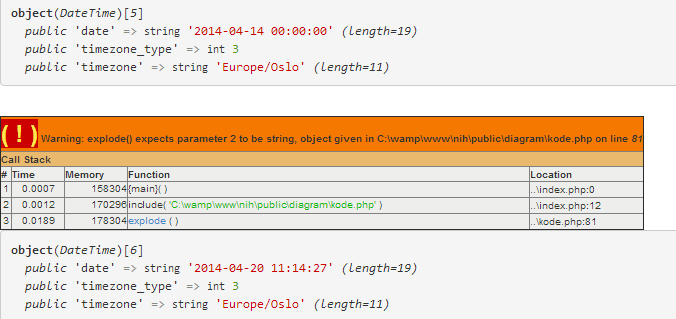 object(DateTime)[5]
public 'date' => string '2014-04-14 00:00:00' (length=19)
public 'timezone_type' => int 3
public 'timezone' => string 'Europe/Oslo' (length=11)
( ! ) Warning: explode() expects parameter 2 to be string, object given in C:\wamp\www\nih\public\diagram\kode.php on line 81
Call Stack
# Time Memory Function Location
1 0.0007 158304 {main}( ) ..\index.php:0
2 0.0012 170296 include( 'C:\wamp\www\nih\public\diagram\kode.php' ) ..\index.php:12
3 0.0189 178304 explode ( ) ..\kode.php:81
object(DateTime)[6]
public 'date' => string '2014-04-20 11:14:27' (length=19)
public 'timezone_type' => int 3
public 'timezone' => string 'Europe/Oslo' (length=11)